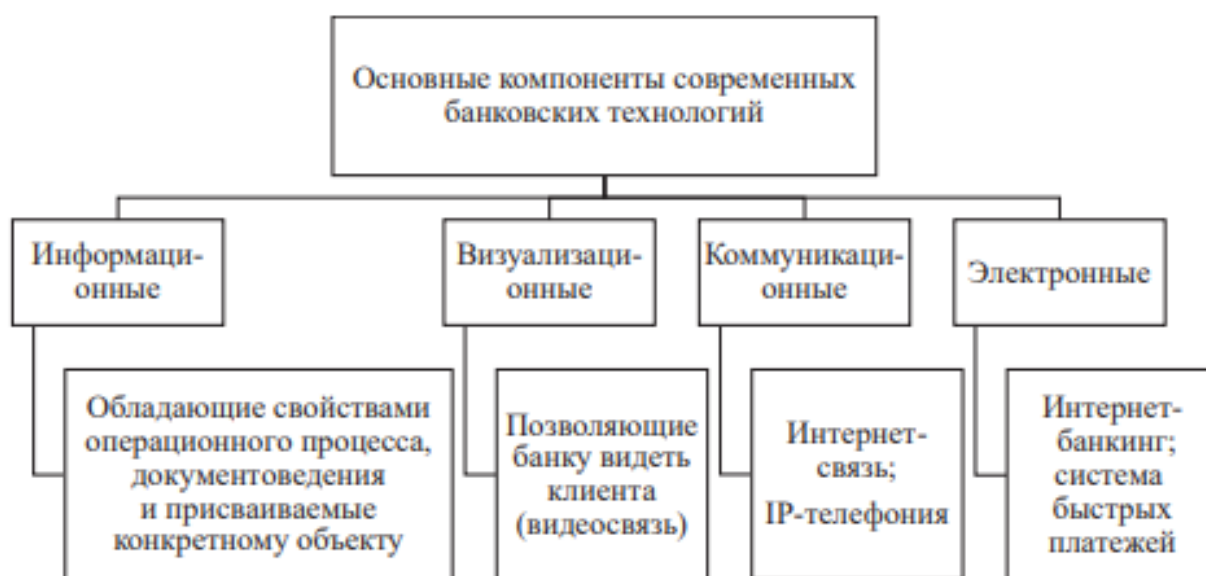 Основные компоненты современных
банковских технологий
Информаци-
онные
Визуализаци-
онные
Коммуникаци-
онные
Электронные
Обладающие свойствами
операционного процесса,
документоведения
и присваиваемые
конкретному объекту
Позволяющие
банку видеть
клиента
(видеосвязь)
Интернет-
связь;
IP-телефония
Интернет-
банкинг;
система
быстрых
платежей